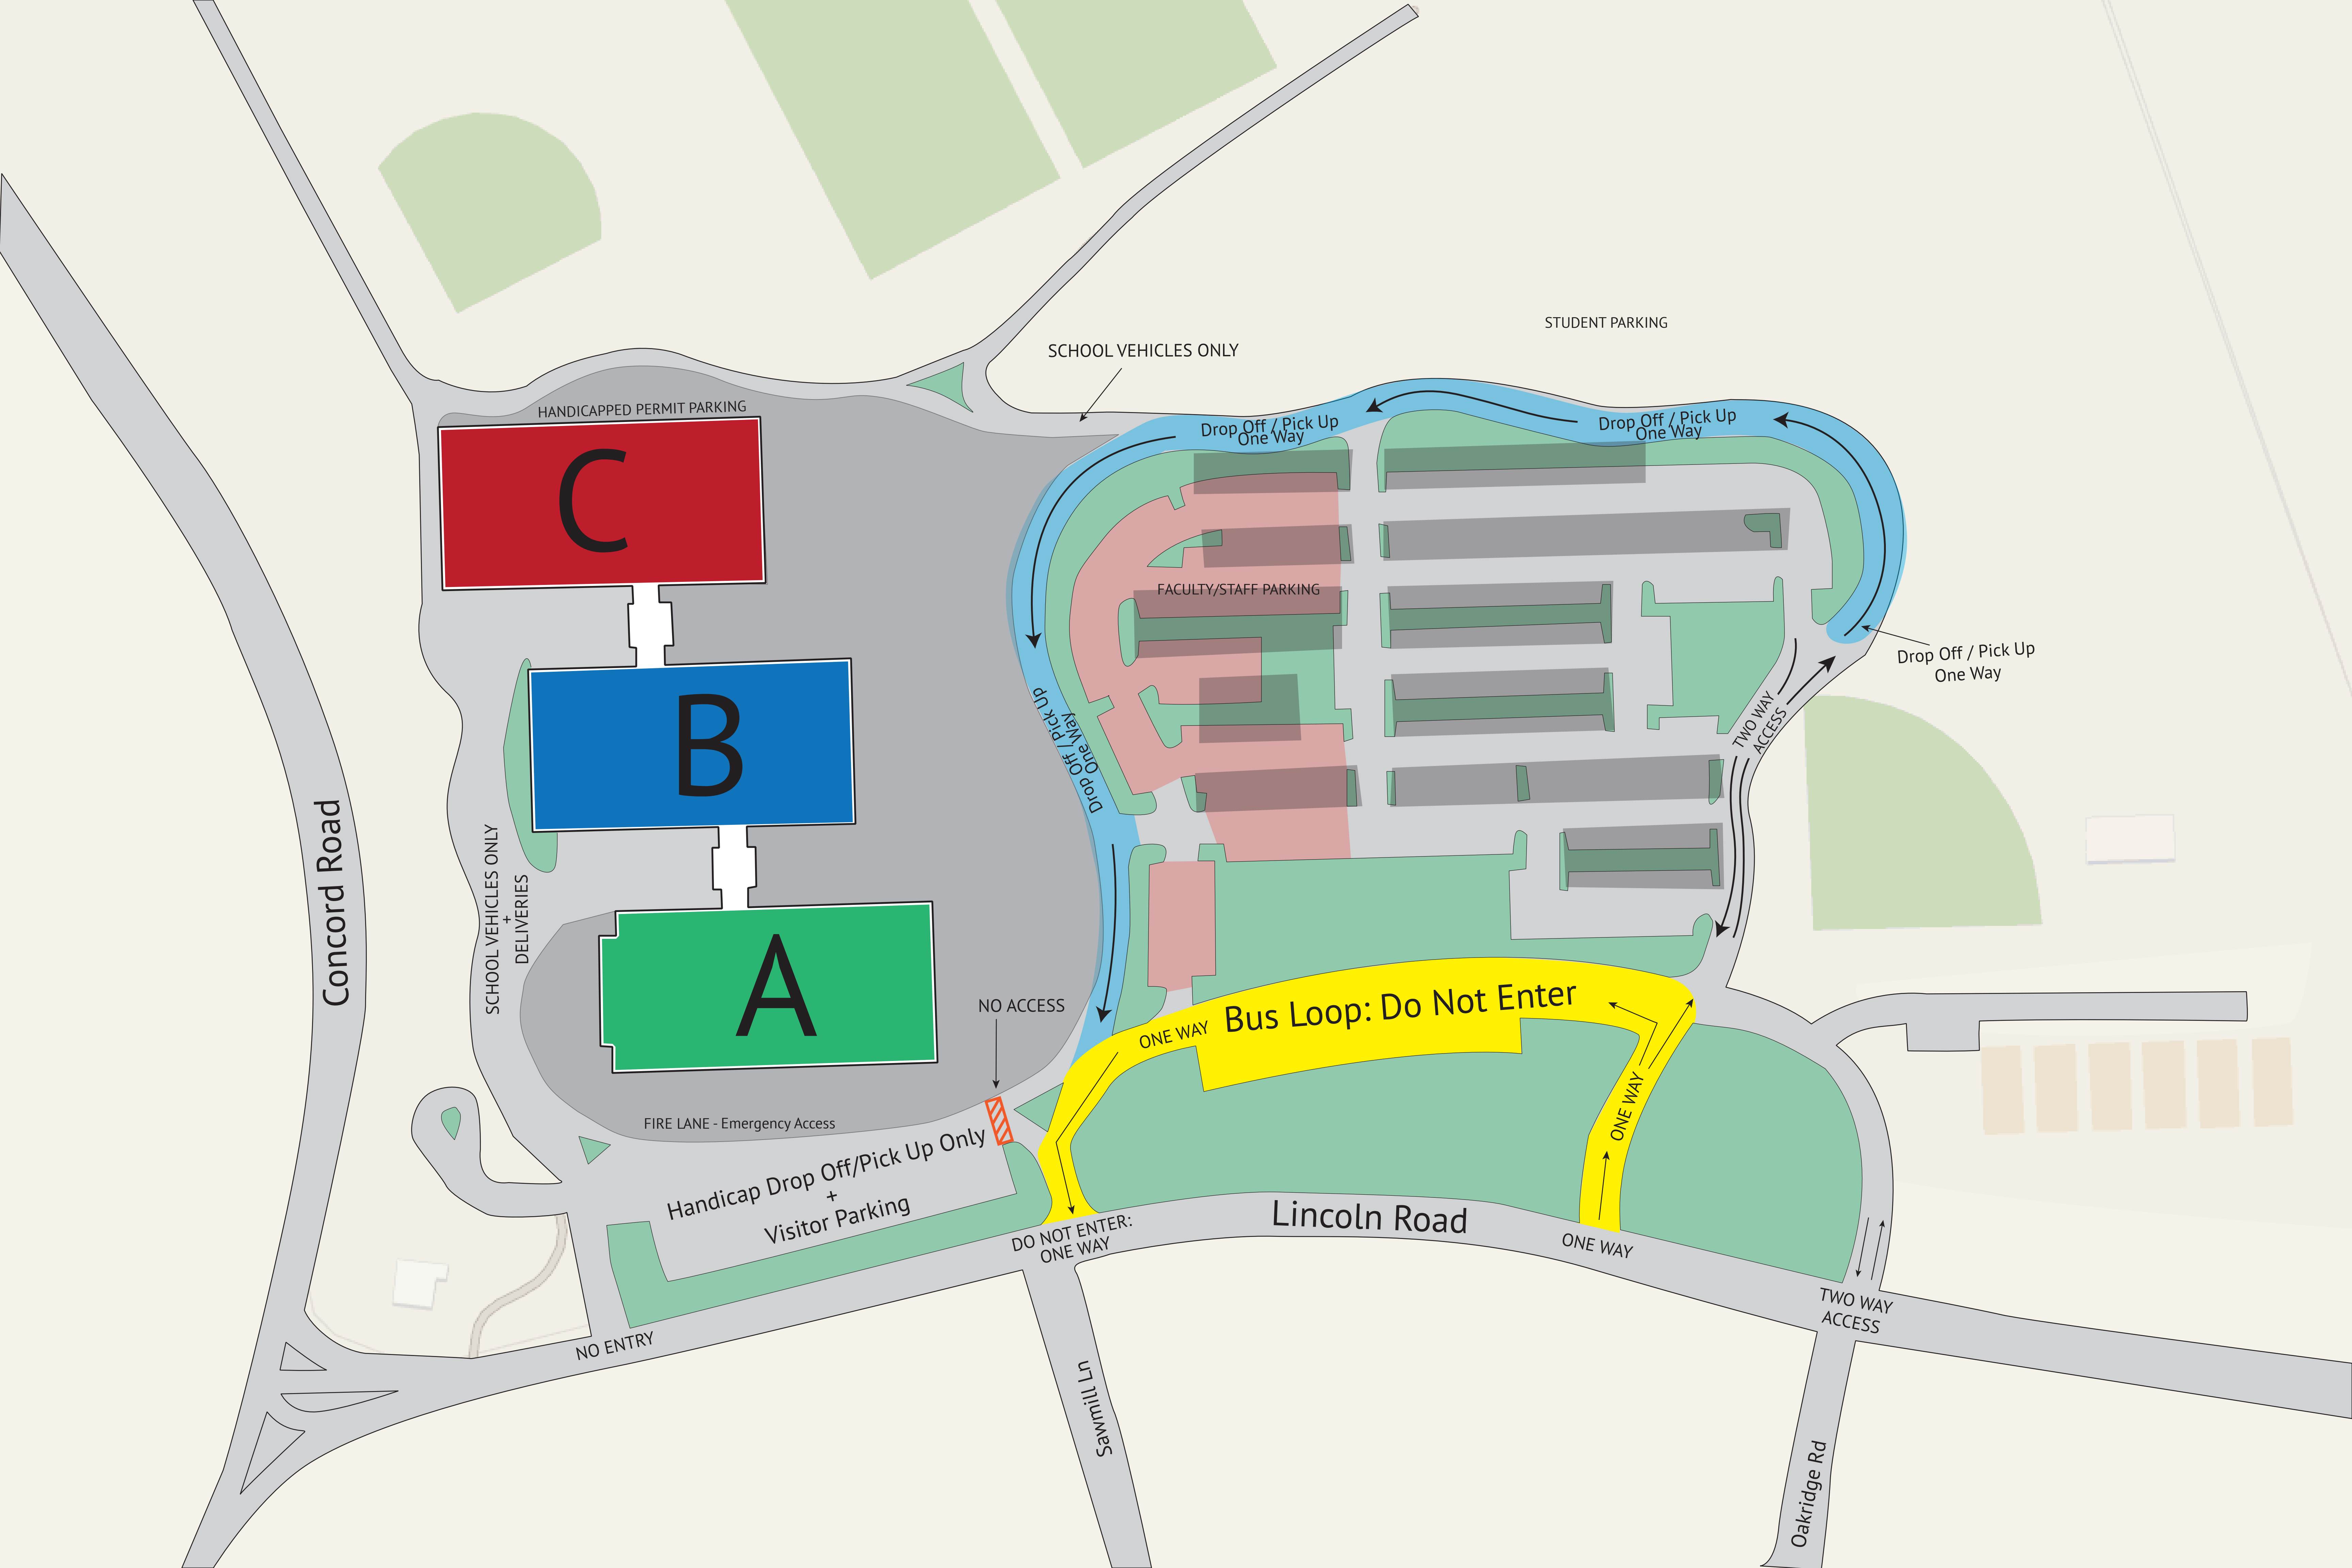 STUDENT PARKING
SCHOOL VEHICLES ONLY
HANDICAPPED PERMIT PARKING
Drop Off / Pick Up
One Way
Drop Off / Pick Up
One Way
C
FACULTY/STAFF PARKING
Drop Off / Pick Up
One Way
Drop Off / Pick Up
One Way
TWO WAY
ACCESS
B
Concord Road
SCHOOL VEHICLES ONLY
+
DELIVERIES
A
NO ACCESS
ONE WAY
Bus Loop: Do Not Enter
ONE WAY
FIRE LANE - Emergency Access
Handicap Drop Off/Pick Up Only
+
Visitor Parking
DO NOT ENTER:
ONE WAY
Lincoln Road
ONE WAY
TWO WAY
ACCESS
NO ENTRY
Sawmill Ln
Oakridge Rd